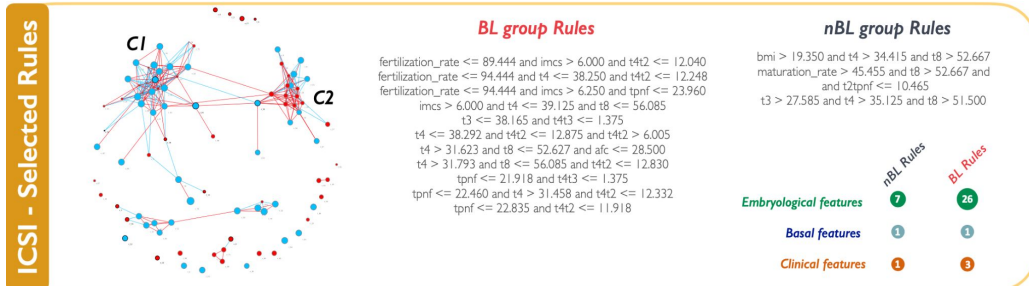 ICSI - Selected Rules
C1
C2
BL group Rules
fertilization_rate <= 89.444 and imcs > 6.000 and t4t2 <= 12.040
fertilization_rate <= 94.444 and t4 <= 38.250 and t4t2 <= 12.248
fertilization_rate <= 94.444 and imcs > 6.250 and tpnf <= 23.960
imcs > 6.000 and t4 <= 39.125 and t8 <= 56.085
t3 <= 38.165 and t4t3 <= 1.375
t4 <= 38.292 and t4t2 <= 12.875 and t4t2 > 6.005
t4 > 31.623 and t8 <= 52.627 and afc <= 28.500
t4 > 31.793 and t8 <= 56.085 and t4t2 <= 12.830
tpnf <= 21.918 and t4t3 <= 1.375
tpnf <= 22.460 and t4 > 31.458 and t4t2 <= 12.332
tpnf <= 22.835 and t4t2 <= 11.918
nBL group Rules
bmi > 19.350 and t4 > 34.415 and t8 > 52.667
maturation_rate > 45.455 and t8 > 52.667 and
and t2tpnf <= 10.465
t3 > 27.585 and t4 > 35.125 and t8 > 51.500
nBL Rules
BL Rules
Embryological features 7 26
Basal features 1 1
Clinical features 1 3